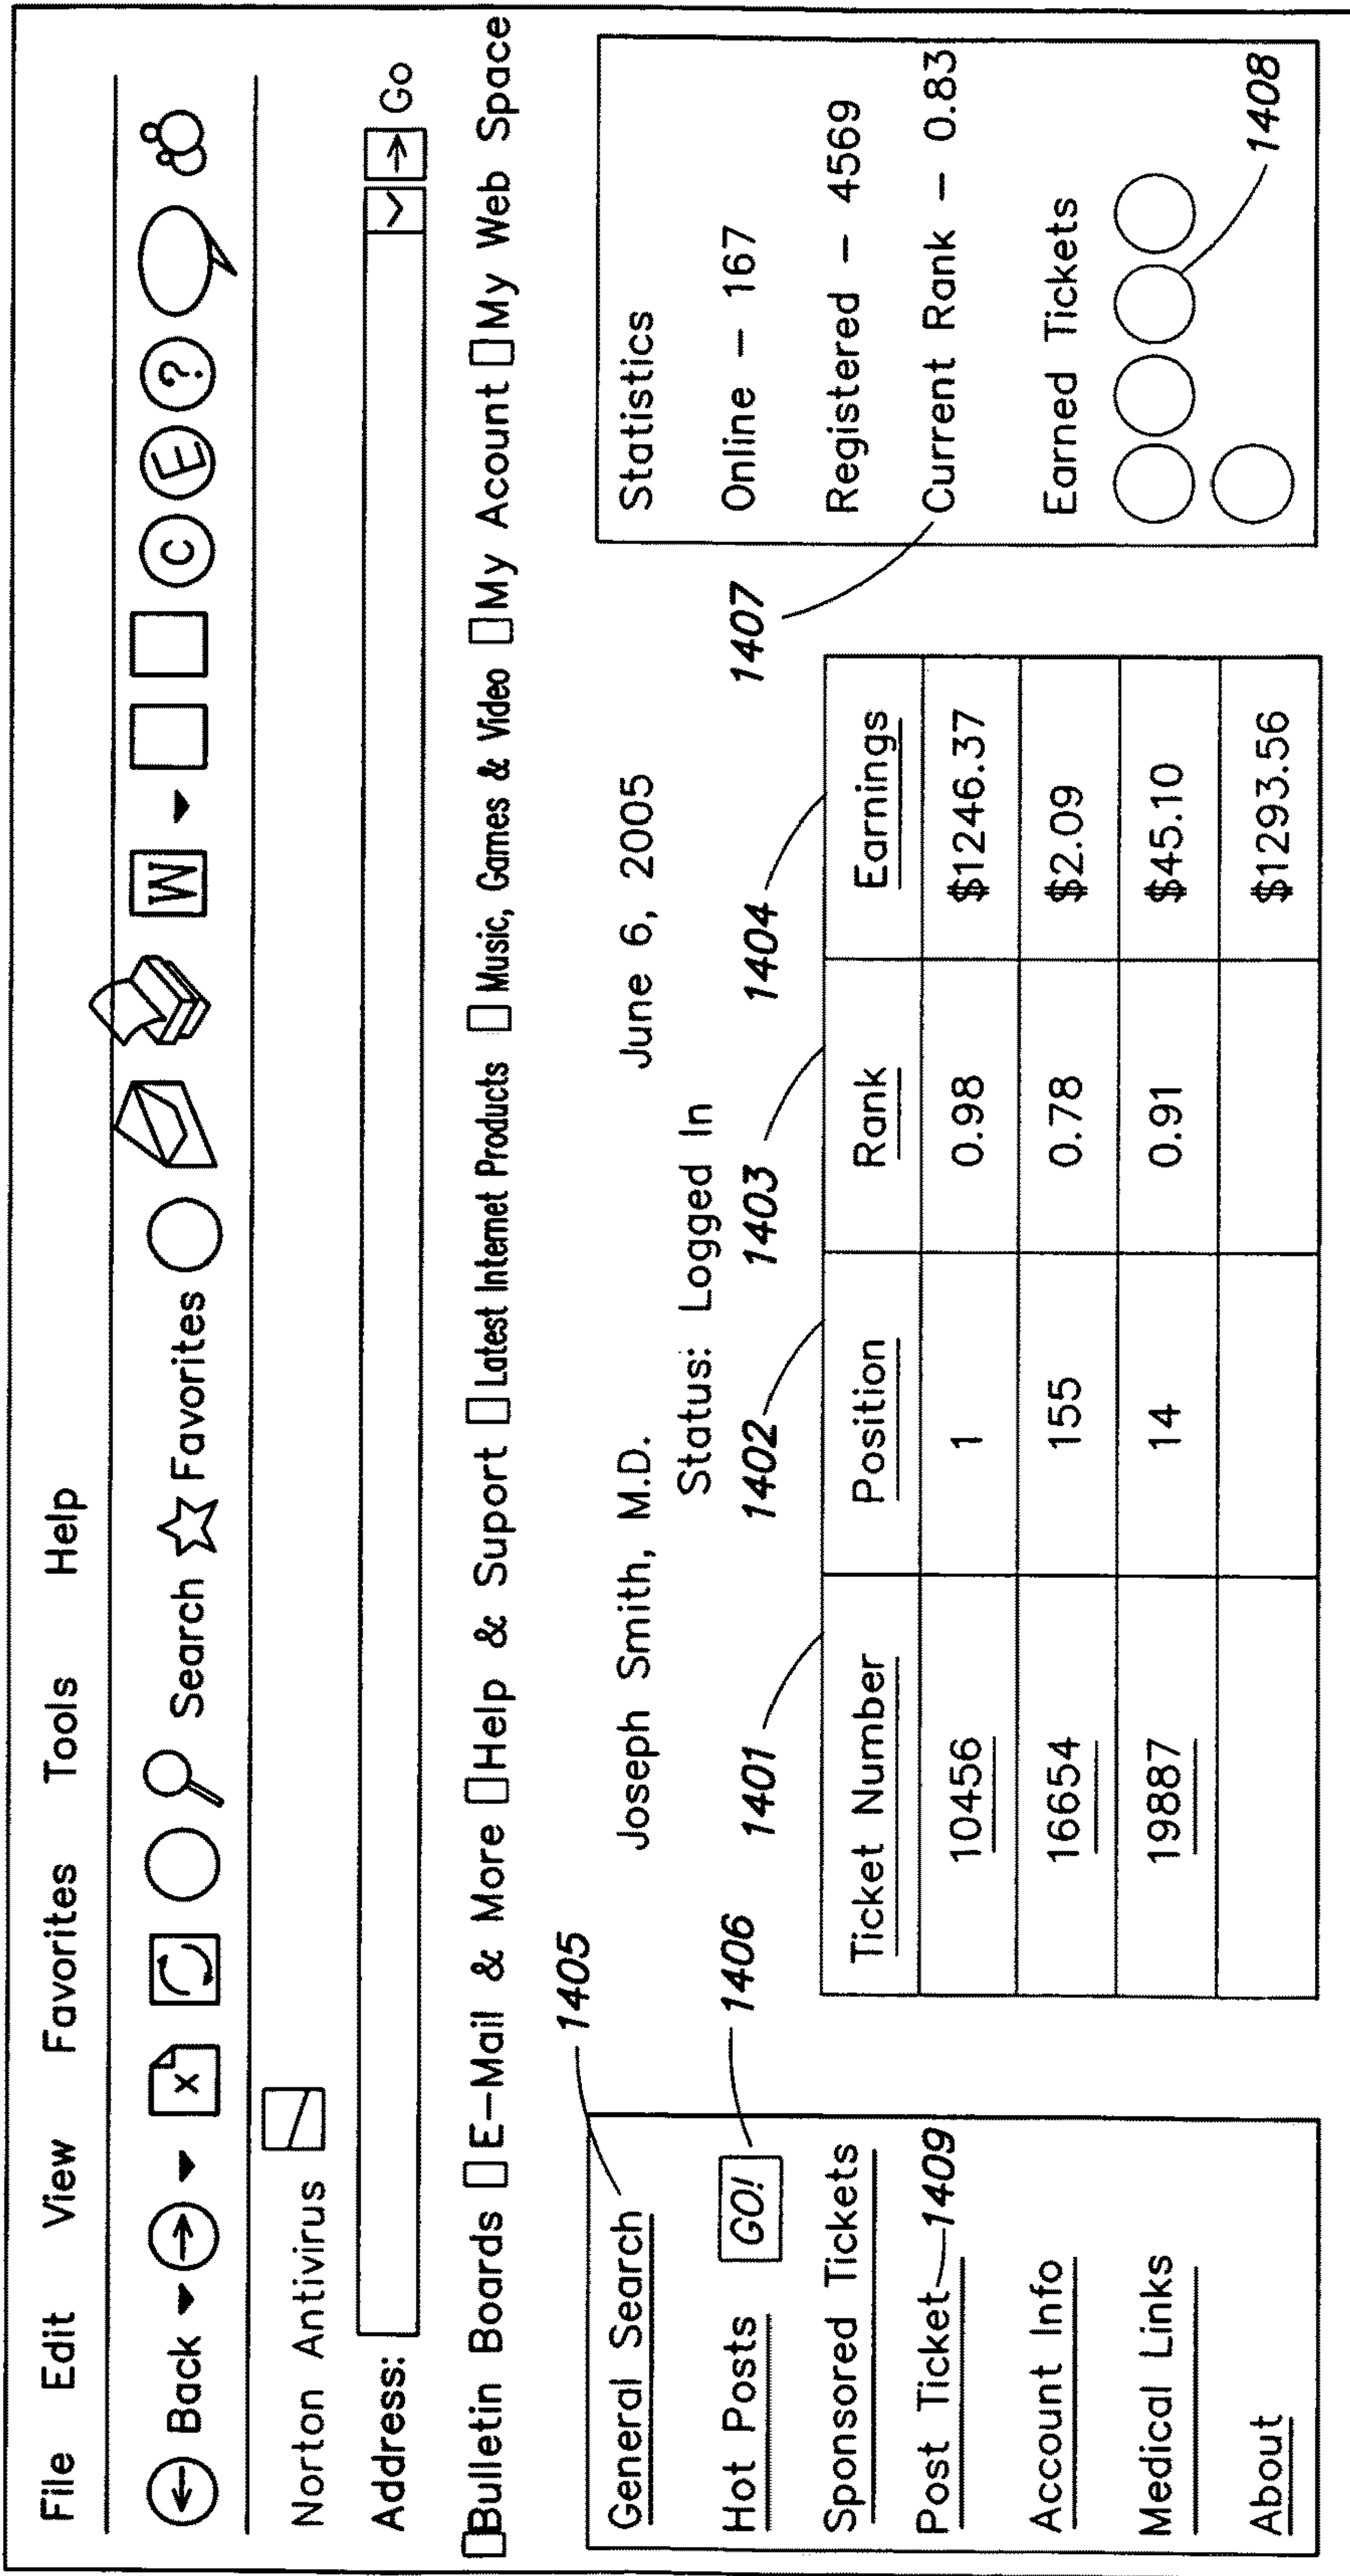 File Edit View Favorites Tools Help
Back x Search Favorites W C E ?
Norton Antivirus
Address: Go
Bulletin Boards E-Mail & More Help & Support Latest Internet Products Music, Games & Video My Account My Web Space
1405
General Search
Hot Posts GO! 1406
Sponsored Tickets
Post Ticket 1409
Account Info
Medical Links
About
Joseph Smith, M.D. June 6, 2005
Status: Logged In
1401 1402 1403 1404
Ticket Number Position Rank Earnings
10456 1 0.98 $1246.37
16654 155 0.78 $2.09
19887 14 0.91 $45.10
$1293.56
1407
Statistics
Online - 167
Registered - 4569
Current Rank - 0.83
Earned Tickets
1408